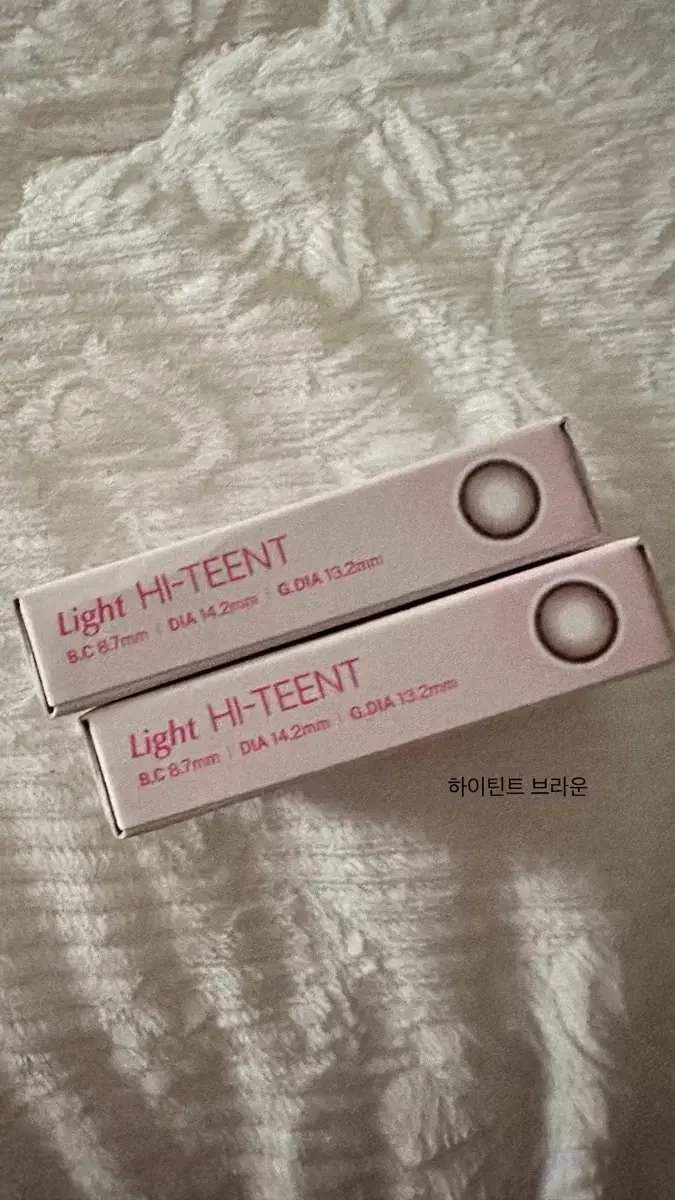 Light HI-TEENT
B.C 8.7mm | DIA 14.2mm | G.DIA 13.2mm
Light HI-TEENT
B.C 8.7mm | DIA 14.2mm | G.DIA 13.2mm
하이틴트 브라운